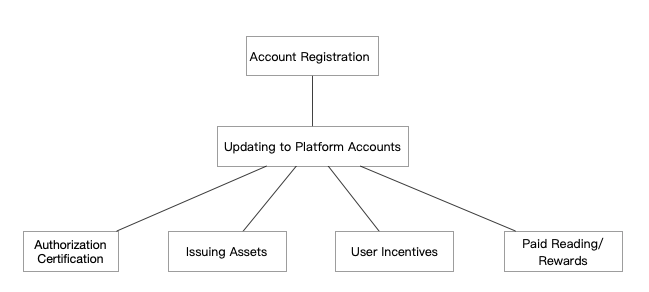 Account Registration
Updating to Platform Accounts
Authorization
Certification
Issuing Assets
User Incentives
Paid Reading/
Rewards